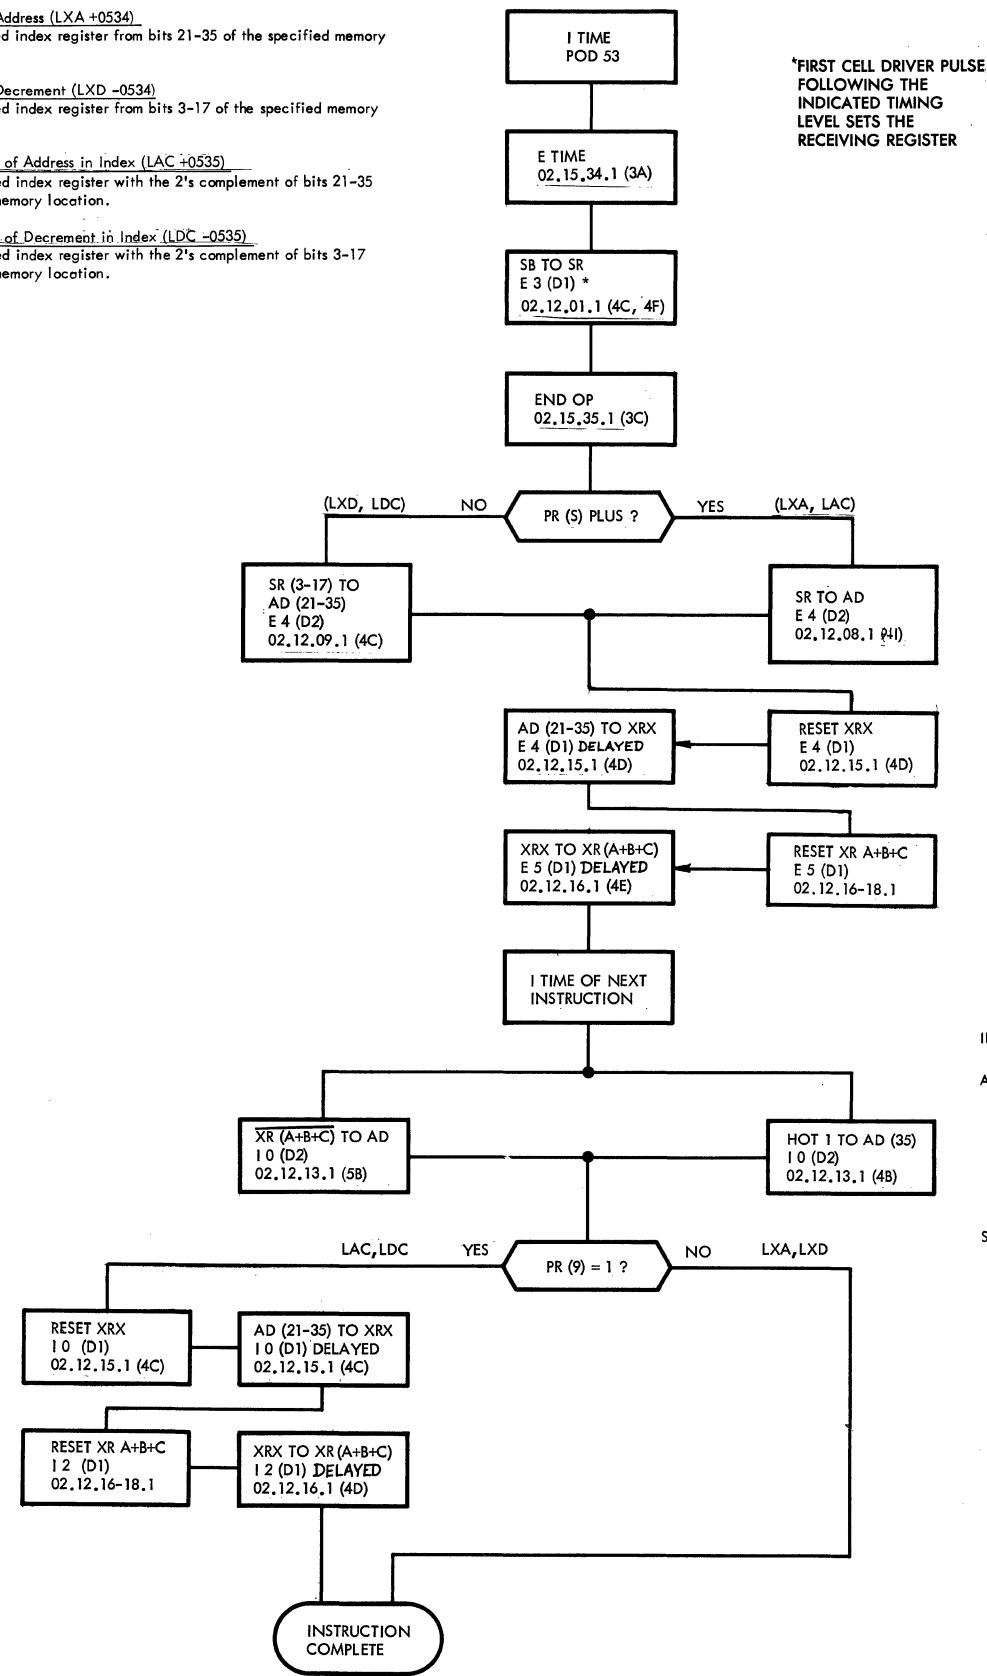 Address (LXA +0534)
ed index register from bits 21-35 of the specified memory
Decrement (LXD -0534)
ed index register from bits 3-17 of the specified memory
of Address in Index (LAC +0535)
ed index register with the 2's complement of bits 21-35
nemory location.
of Decrement in Index (LDC -0535)
ed index register with the 2's complement of bits 3-17
nemory location.
I TIME
POD 53
*FIRST CELL DRIVER PULSE
FOLLOWING THE
INDICATED TIMING
LEVEL SETS THE
RECEIVING REGISTER
E TIME
02.15.34.1 (3A)
SB TO SR
E 3 (D1) *
02.12.01.1 (4C, 4F)
END OP
02.15.35.1 (3C)
(LXD, LDC) NO
PR (S) PLUS ?
YES (LXA, LAC)
SR (3-17) TO
AD (21-35)
E 4 (D2)
02.12.09.1 (4C)
SR TO AD
E 4 (D2)
02.12.08.1
AD (21-35) TO XRX
E 4 (D1) DELAYED
02.12.15.1 (4D)
RESET XRX
E 4 (D1)
02.12.15.1 (4D)
XRX TO XR (A+B+C)
E 5 (D1) DELAYED
02.12.16.1 (4E)
RESET XR A+B+C
E 5 (D1)
02.12.16-18.1
I TIME OF NEXT
INSTRUCTION
XR (A+B+C) TO AD
I 0 (D2)
02.12.13.1 (5B)
HOT 1 TO AD (35)
I 0 (D2)
02.12.13.1 (4B)
LAC, LDC YES
PR (9) = 1 ?
NO LXA, LXD
RESET XRX
I 0 (D1)
02.12.15.1 (4C)
AD (21-35) TO XRX
I 0 (D1) DELAYED
02.12.15.1 (4C)
RESET XR A+B+C
I 2 (D1)
02.12.16-18.1
XRX TO XR (A+B+C)
I 2 (D1) DELAYED
02.12.16.1 (4D)
INSTRUCTION
COMPLETE